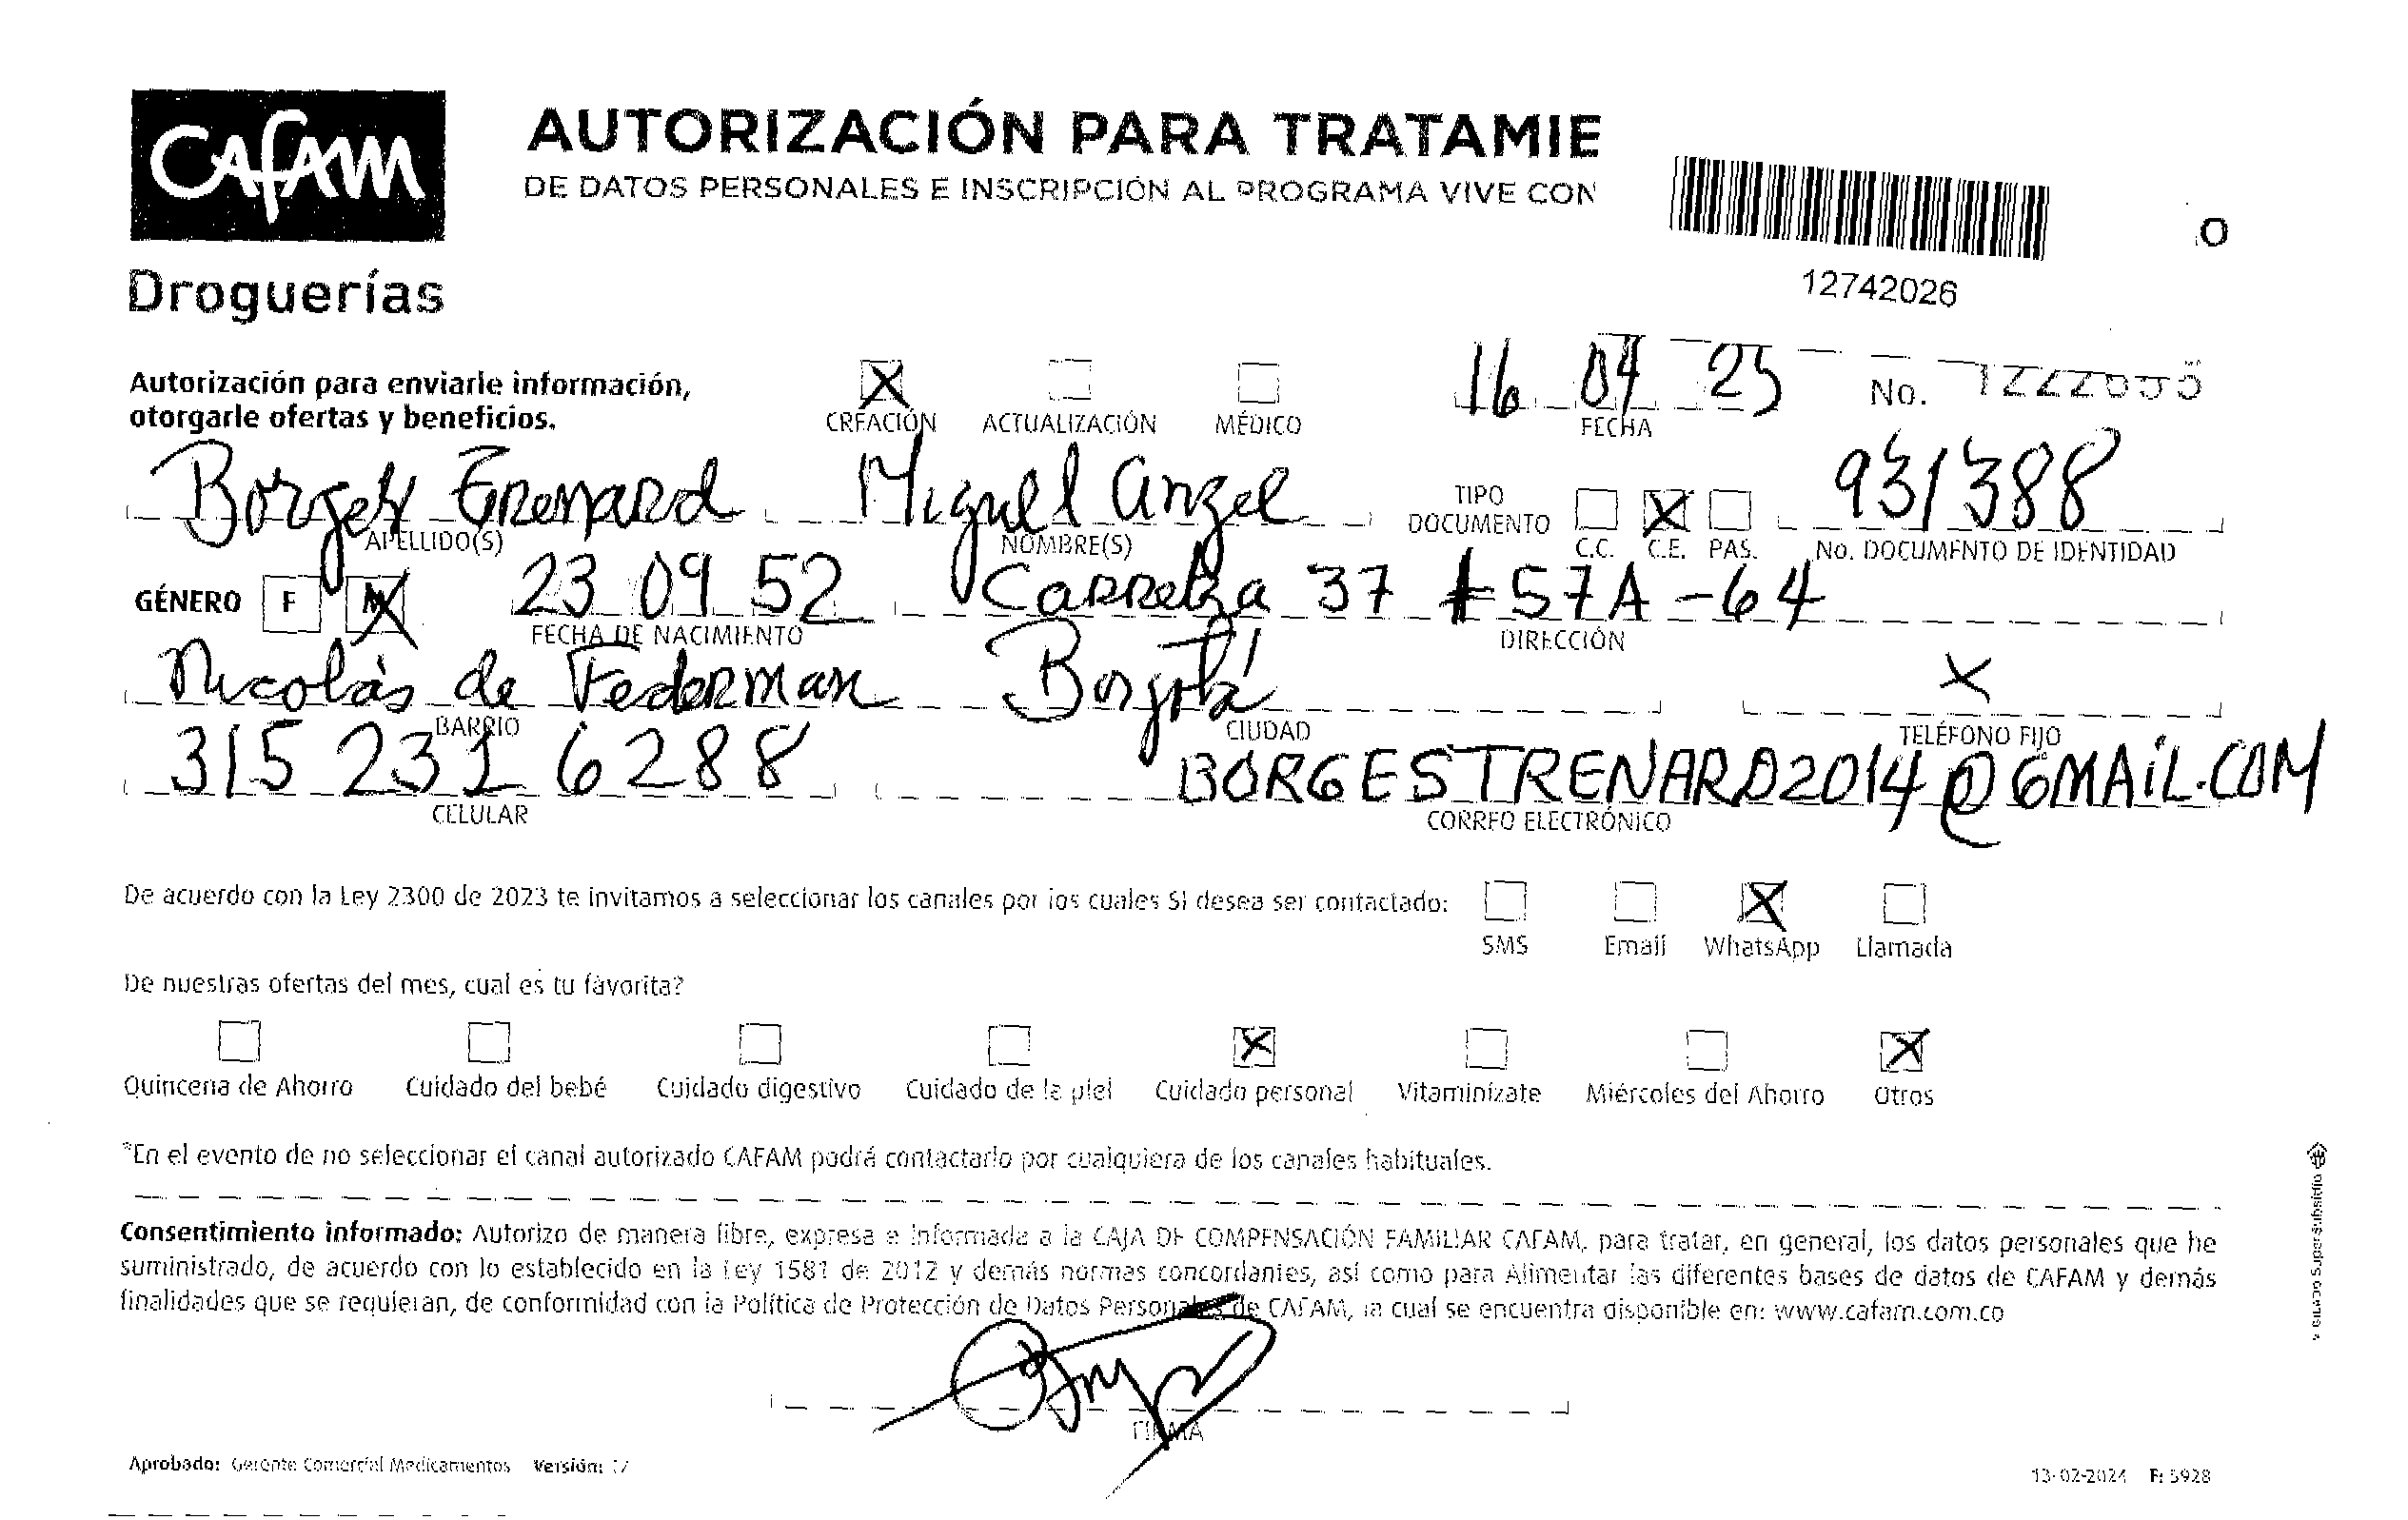 CAFAM
Droguerías
AUTORIZACIÓN PARA TRATAMIE
DE DATOS PERSONALES E INSCRIPCIÓN AL PROGRAMA VIVE CON
O
12742026
Autorización para enviarle información,
otorgarle ofertas y beneficios.
X
CREACIÓN ACTUALIZACIÓN MÉDICO
16 04 25
FECHA
No.
Borges Miguel Angel
APELLIDO(S) NOMBRE(S)
TIPO
DOCUMENTO
X
C.C. C.E. PAS.
931388
No. DOCUMENTO DE IDENTIDAD
GÉNERO F M X
23 09 52 Carrera 37 # 57A - 64
FECHA DE NACIMIENTO DIRECCIÓN
Nicolás de Federman Bogotá X
BARRIO CIUDAD TELÉFONO FIJO
315 231 6288 BORGESTRENARD2014@GMAIL.COM
CELULAR CORREO ELECTRÓNICO
De acuerdo con la Ley 2300 de 2023 te invitamos a seleccionar los canales por los cuales SI desea ser contactado:
X
SMS Email WhatsApp Llamada
De nuestras ofertas del mes, cual es tu favorita?
X X
Quincena de Ahorro Cuidado del bebé Cuidado digestivo Cuidado de la piel Cuidado personal Vitamínizate Miércoles del Ahorro Otros
*En el evento de no seleccionar el canal autorizado CAFAM podrá contactarlo por cualquiera de los canales habituales.
Consentimiento informado: Autorizo de manera libre, expresa e informada a la CAJA DE COMPENSACIÓN FAMILIAR CAFAM, para tratar, en general, los datos personales que he
suministrado, de acuerdo con lo establecido en la Ley 1581 de 2012 y demás normas concordantes, así como para Alimentar las diferentes bases de datos de CAFAM y demás
finalidades que se requieran, de conformidad con la Política de Protección de Datos Personales de CAFAM, la cual se encuentra disponible en: www.cafam.com.co
FIRMA
Aprobado: Gerente Comercial Medicamentos Versión:
13-02-2024 F: 5928
VIGILADO SuperSubsidio